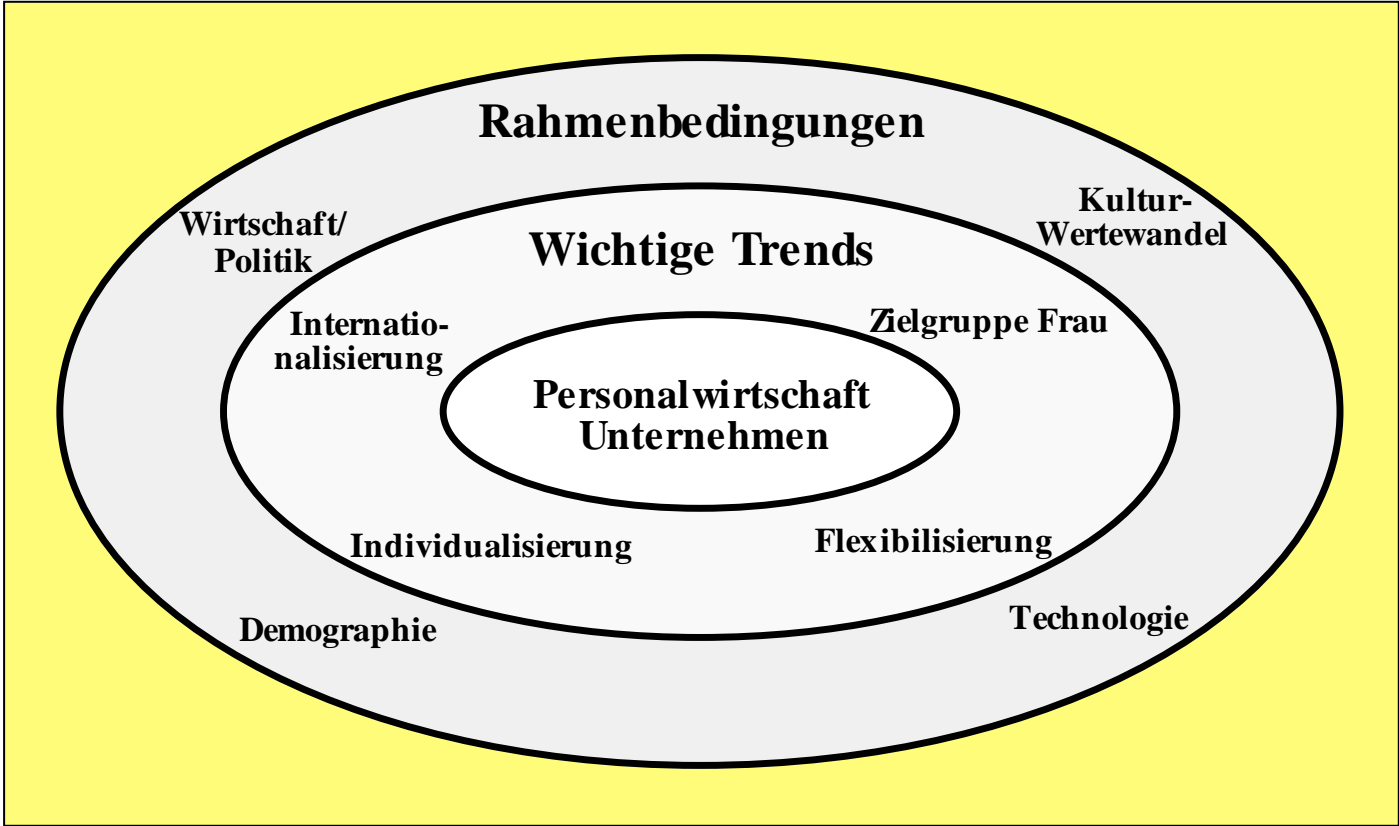 Rahmenbedingungen
Wirtschaft/
Politik
Kultur-
Wertewandel
Wichtige Trends
Internatio-
nalisierung
Zielgruppe Frau
Personalwirtschaft
Unternehmen
Individualisierung
Flexibilisierung
Demographie
Technologie